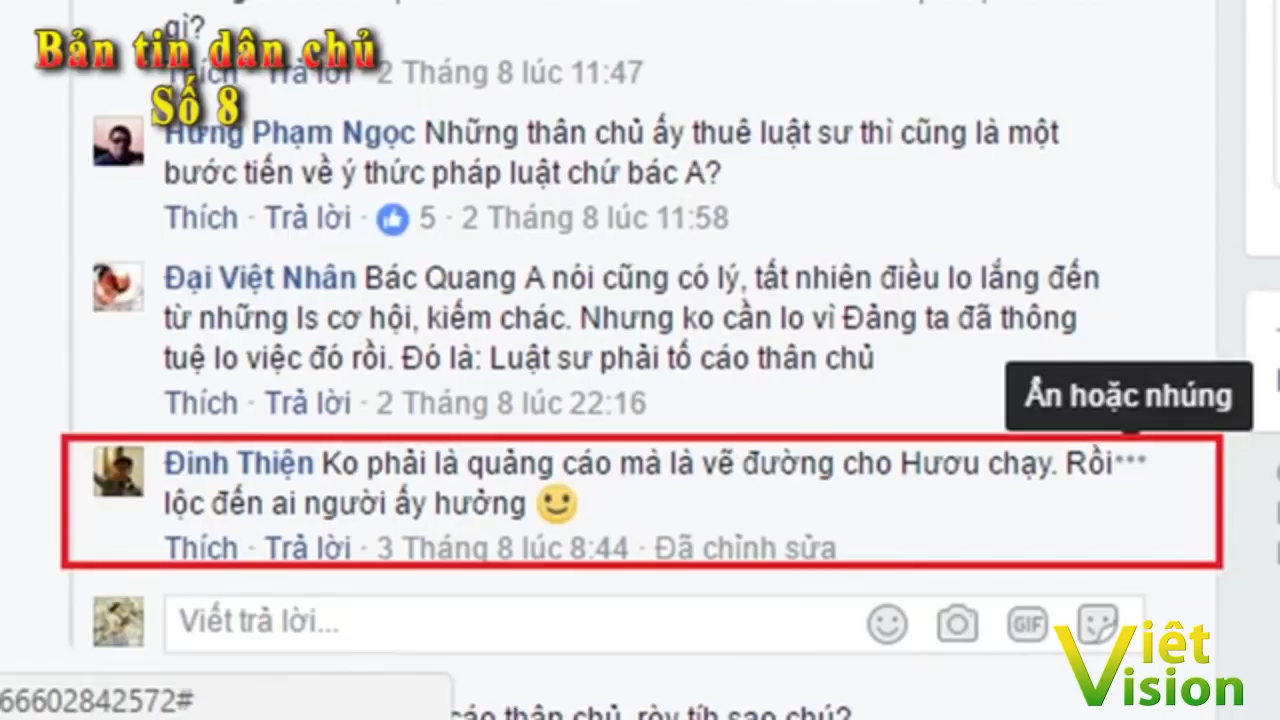 gì?
Bản tin dân chủ
Số 8
Thích · Trả lời · 2 Tháng 8 lúc 11:47
Hưng Phạm Ngọc Những thân chủ ấy thuê luật sư thì cũng là một
bước tiến về ý thức pháp luật chứ bác A?
Thích · Trả lời · 5 · 2 Tháng 8 lúc 11:58
Đại Việt Nhân Bác Quang A nói cũng có lý, tất nhiên điều lo lắng đến
từ những ls cơ hội, kiếm chác. Nhưng ko cần lo vì Đảng ta đã thông
tuệ lo việc đó rồi. Đó là: Luật sư phải tố cáo thân chủ
Thích · Trả lời · 2 Tháng 8 lúc 22:16
Ẩn hoặc nhúng
Đinh Thiện Ko phải là quảng cáo mà là vẽ đường cho Hươu chạy. Rồi
lộc đến ai người ấy hưởng
Thích · Trả lời · 3 Tháng 8 lúc 8:44 · Đã chỉnh sửa
Viết trả lời...
GIF
Việt
Vision
66602842572#
cáo thân chủ, ròy tíh sao chú?